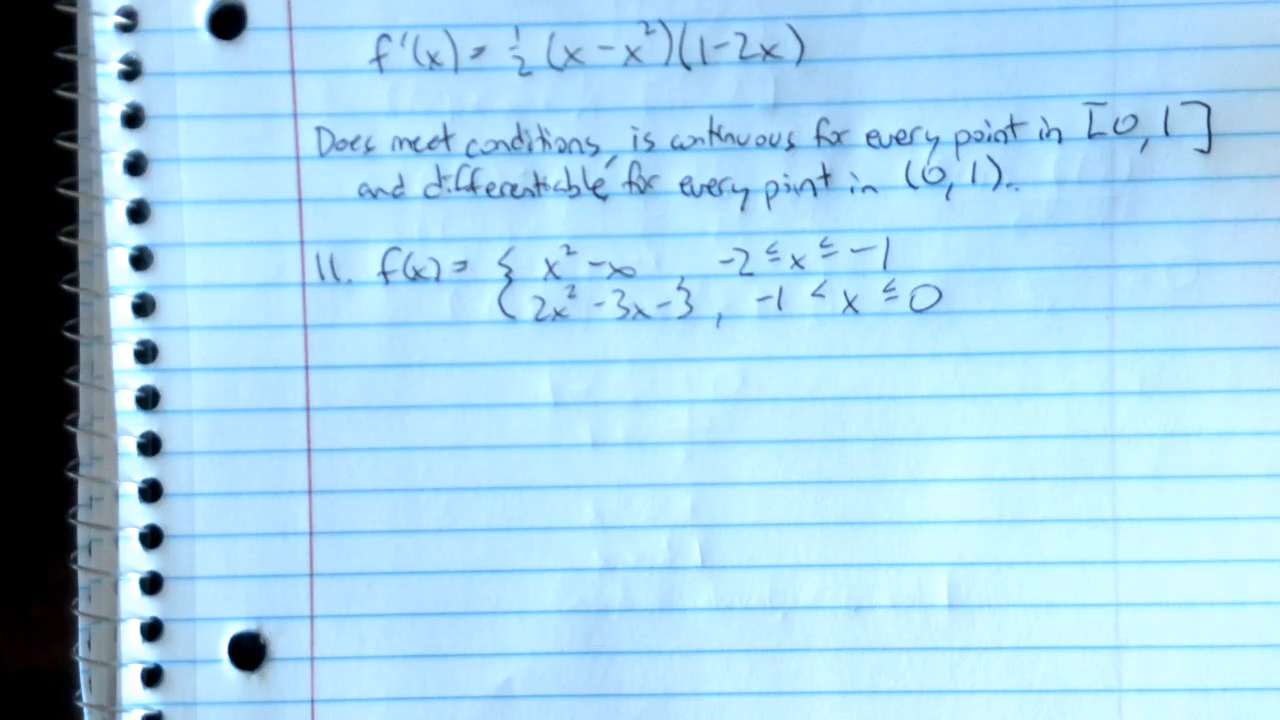 f'(x) = ½ (x - x²)(1-2x)
Does meet conditions, is continuous for every point in [0, 1]
and differentiable for every point in (0, 1).
11. f(x) = { x² - x , -2 ≤ x ≤ -1
{ 2x² - 3x - 3 , -1 < x ≤ 0